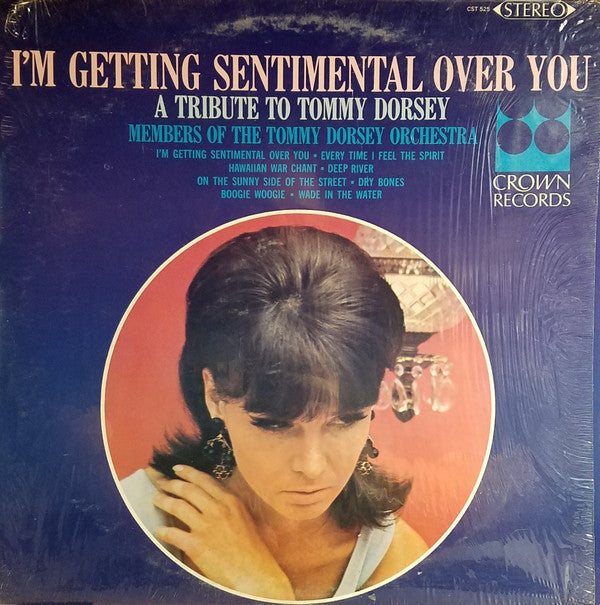 CST 525 STEREO
I'M GETTING SENTIMENTAL OVER YOU
A TRIBUTE TO TOMMY DORSEY
MEMBERS OF THE TOMMY DORSEY ORCHESTRA
I'M GETTING SENTIMENTAL OVER YOU • EVERY TIME I FEEL THE SPIRIT
HAWAIIAN WAR CHANT • DEEP RIVER
ON THE SUNNY SIDE OF THE STREET • DRY BONES
BOOGIE WOOGIE • WADE IN THE WATER
CROWN
RECORDS